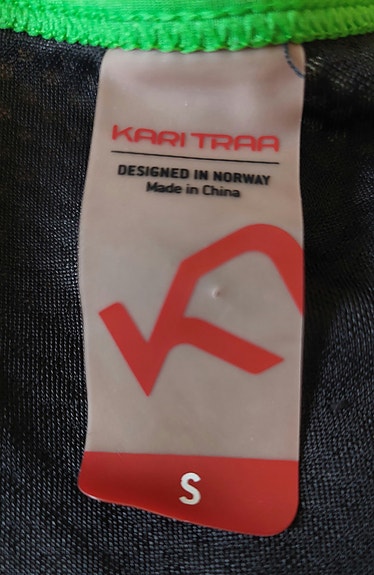 KARI TRAA
DESIGNED IN NORWAY
Made in China
S